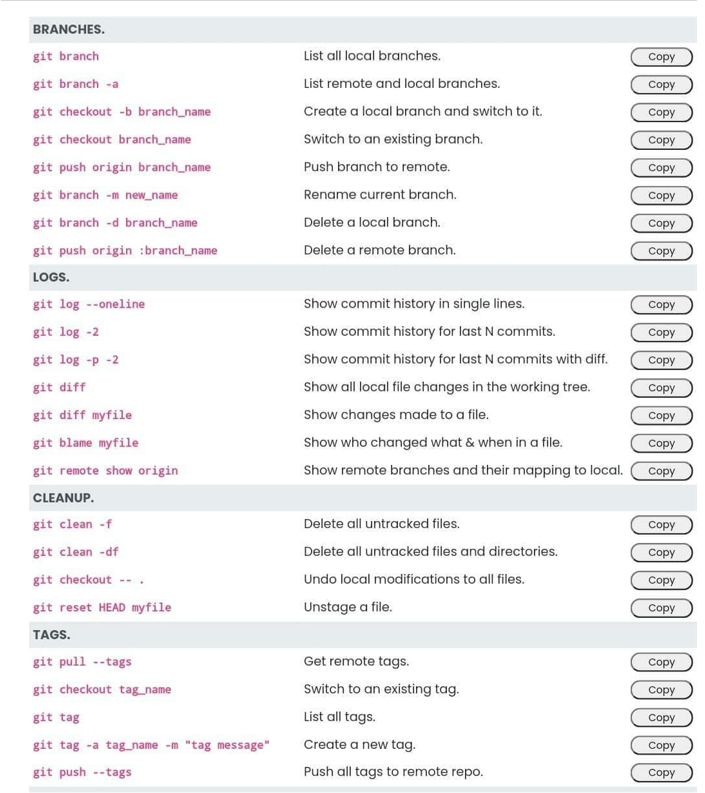 BRANCHES.
git branch List all local branches. Copy
git branch -a List remote and local branches. Copy
git checkout -b branch_name Create a local branch and switch to it. Copy
git checkout branch_name Switch to an existing branch. Copy
git push origin branch_name Push branch to remote. Copy
git branch -m new_name Rename current branch. Copy
git branch -d branch_name Delete a local branch. Copy
git push origin :branch_name Delete a remote branch. Copy
LOGS.
git log --oneline Show commit history in single lines. Copy
git log -2 Show commit history for last N commits. Copy
git log -p -2 Show commit history for last N commits with diff. Copy
git diff Show all local file changes in the working tree. Copy
git diff myfile Show changes made to a file. Copy
git blame myfile Show who changed what & when in a file. Copy
git remote show origin Show remote branches and their mapping to local. Copy
CLEANUP.
git clean -f Delete all untracked files. Copy
git clean -df Delete all untracked files and directories. Copy
git checkout -- . Undo local modifications to all files. Copy
git reset HEAD myfile Unstage a file. Copy
TAGS.
git pull --tags Get remote tags. Copy
git checkout tag_name Switch to an existing tag. Copy
git tag List all tags. Copy
git tag -a tag_name -m "tag message" Create a new tag. Copy
git push --tags Push all tags to remote repo. Copy